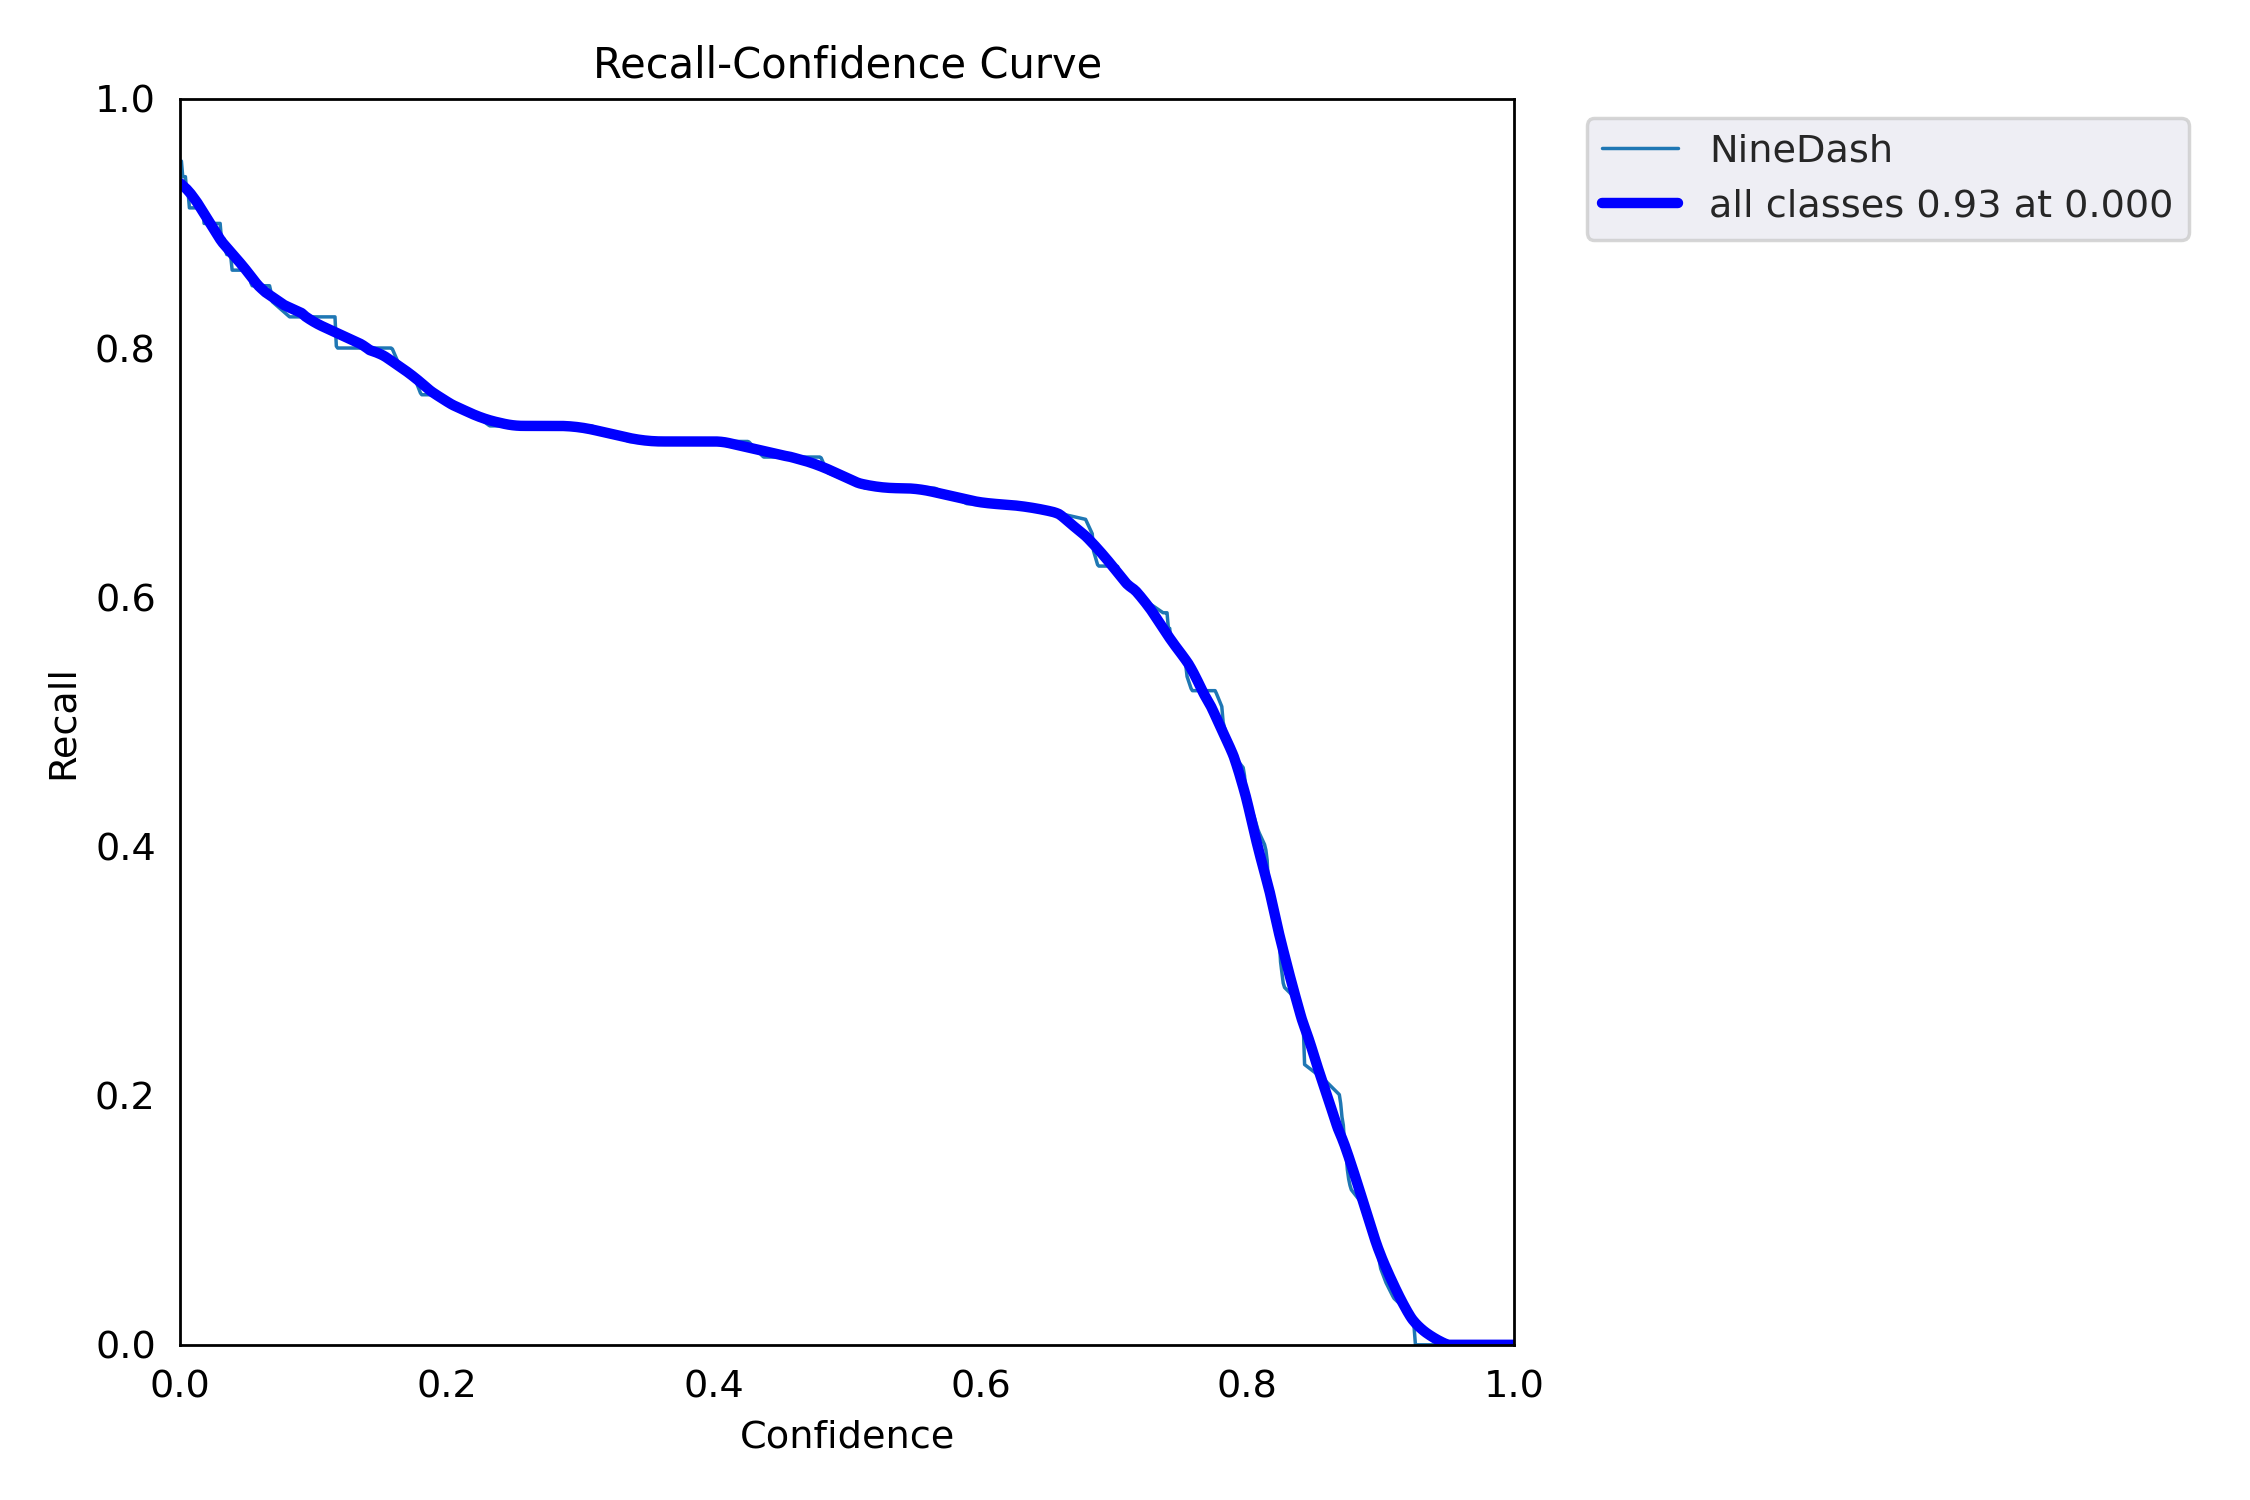 Recall-Confidence Curve
1.0
0.8
0.6
0.4
0.2
0.0
Recall
0.0 0.2 0.4 0.6 0.8 1.0
Confidence
NineDash
all classes 0.93 at 0.000